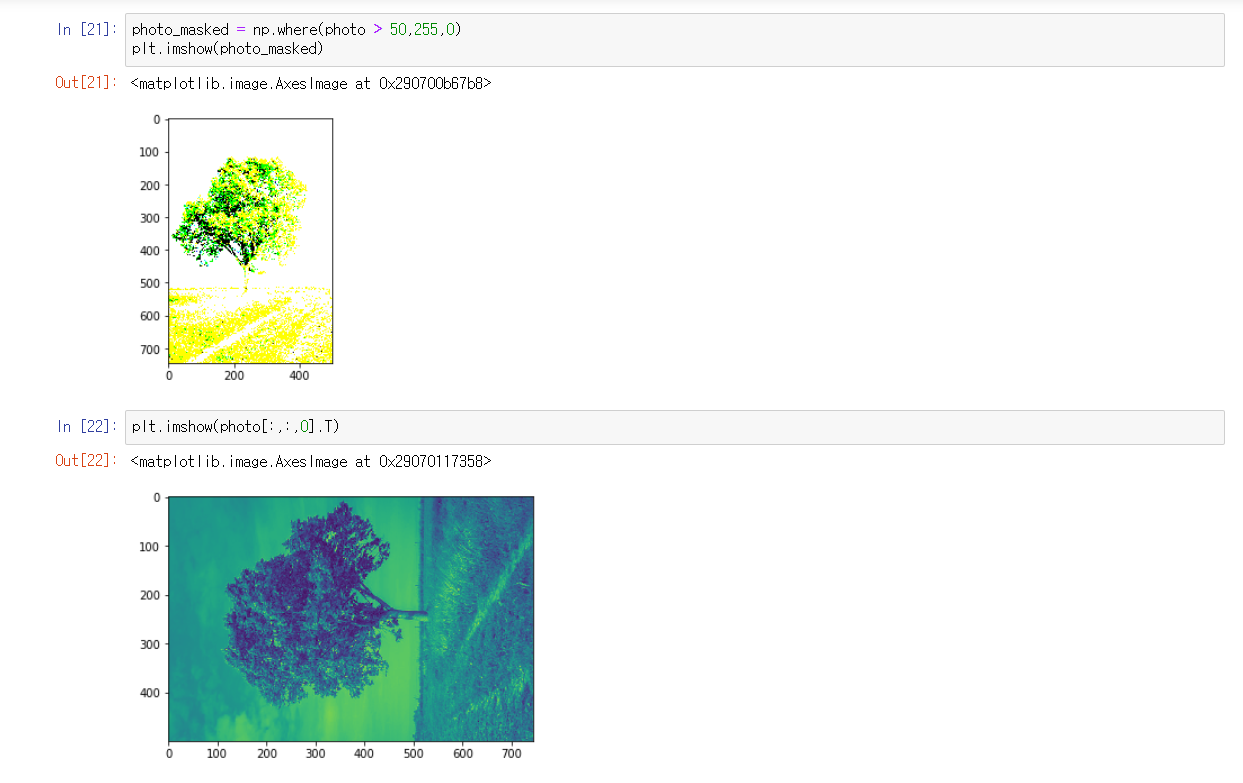 In [21]: photo_masked = np.where(photo > 50,255,0)
plt.imshow(photo_masked)
Out[21]: <matplotlib.image.AxesImage at 0x290700b67b8>
0
100
200
300
400
500
600
700
0 200 400
In [22]: plt.imshow(photo[:,:,0].T)
Out[22]: <matplotlib.image.AxesImage at 0x29070117358>
0
100
200
300
400
0 100 200 300 400 500 600 700